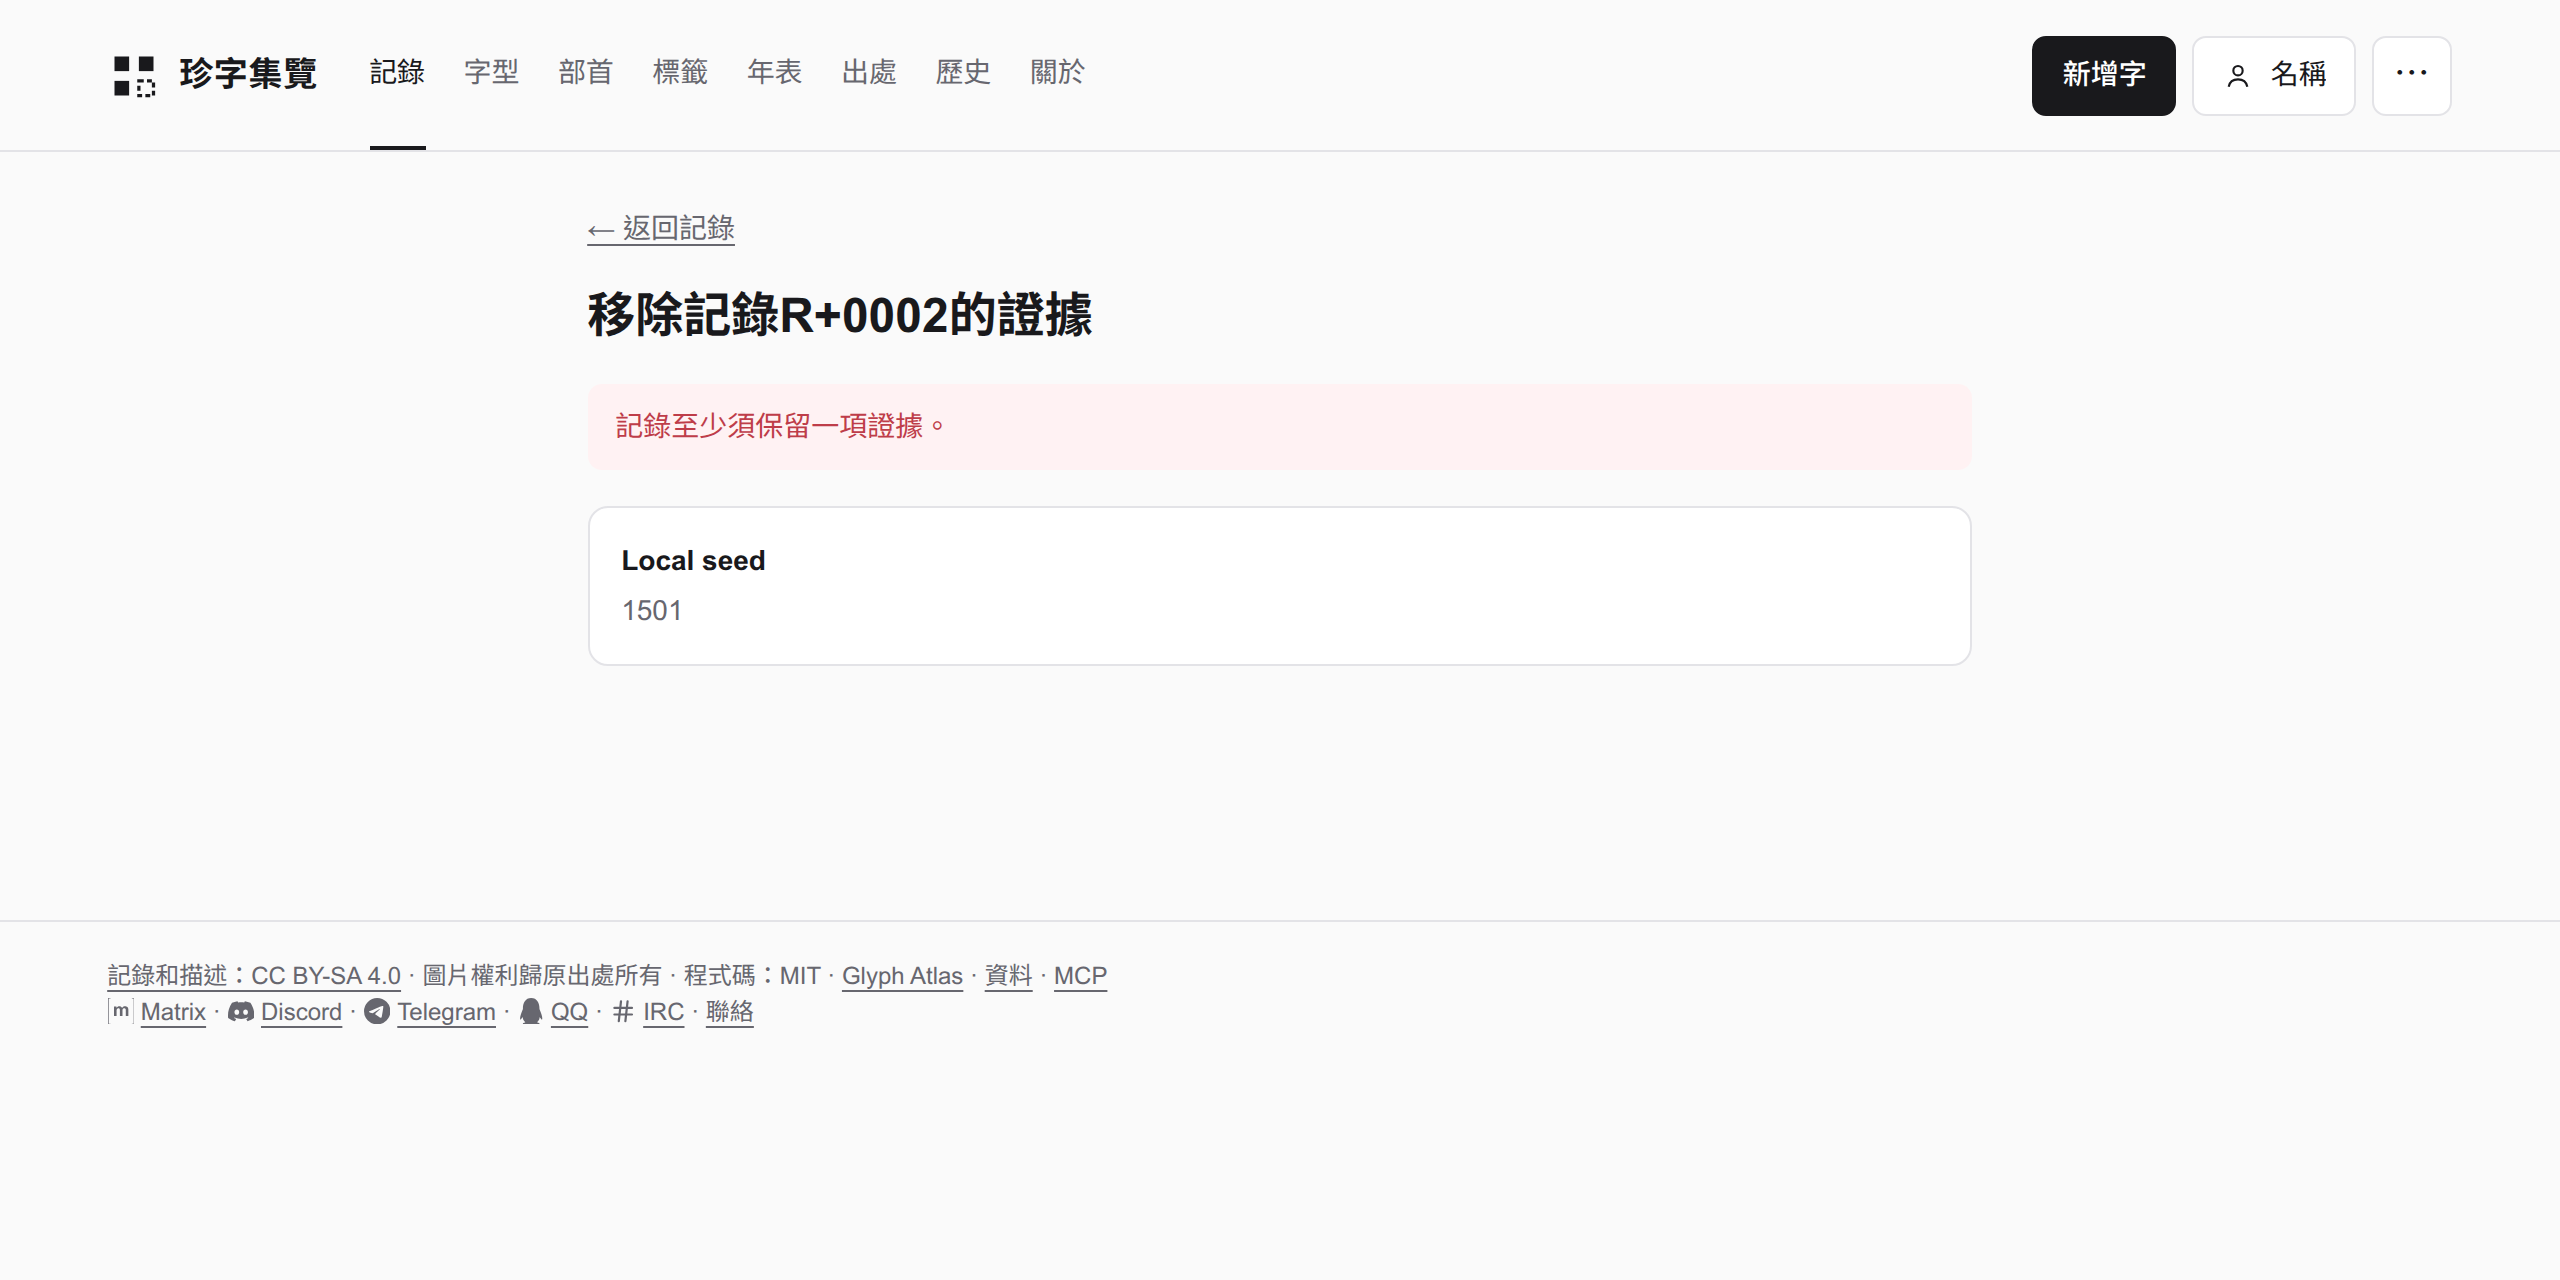 珍字集覽 記錄 字型 部首 標籤 年表 出處 歷史 關於 新增字 名稱 ···
← 返回記錄
移除記錄R+0002的證據
記錄至少須保留一項證據。
Local seed
1501
記錄和描述：CC BY-SA 4.0 · 圖片權利歸原出處所有 · 程式碼：MIT · Glyph Atlas · 資料 · MCP
[m] Matrix · Discord · Telegram · QQ · # IRC · 聯絡